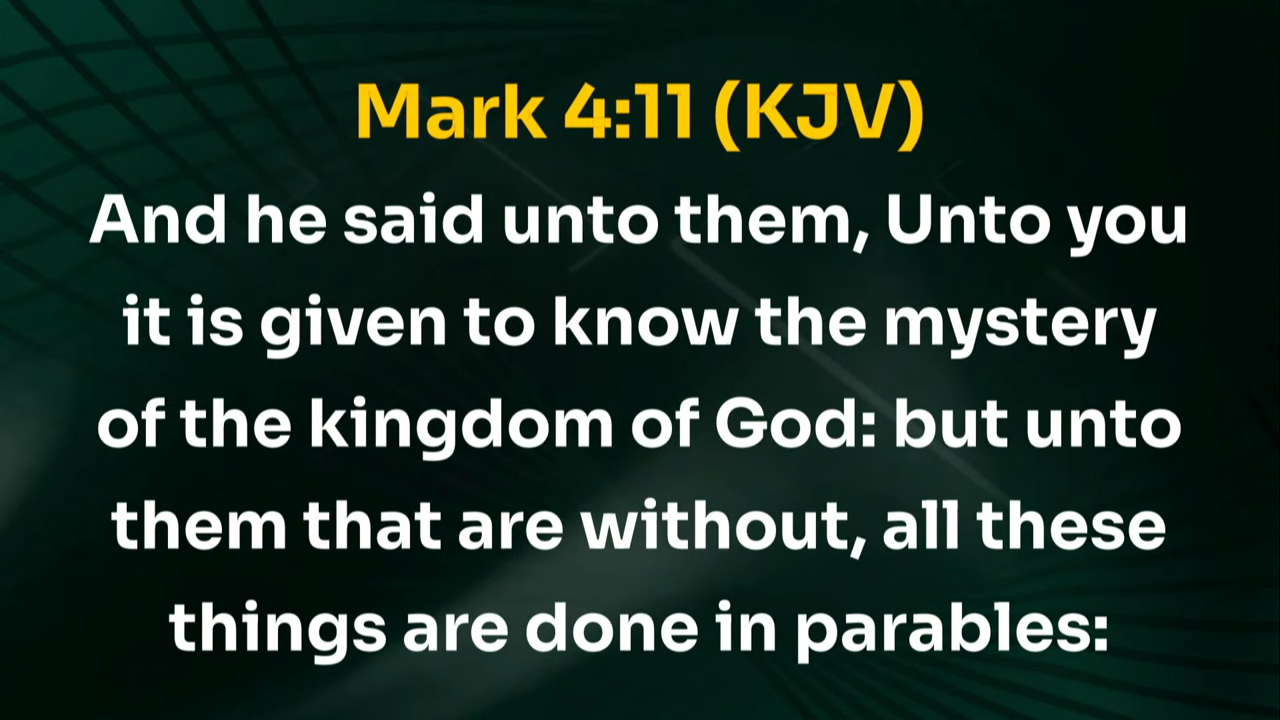 Mark 4:11 (KJV)
And he said unto them, Unto you
it is given to know the mystery
of the kingdom of God: but unto
them that are without, all these
things are done in parables: